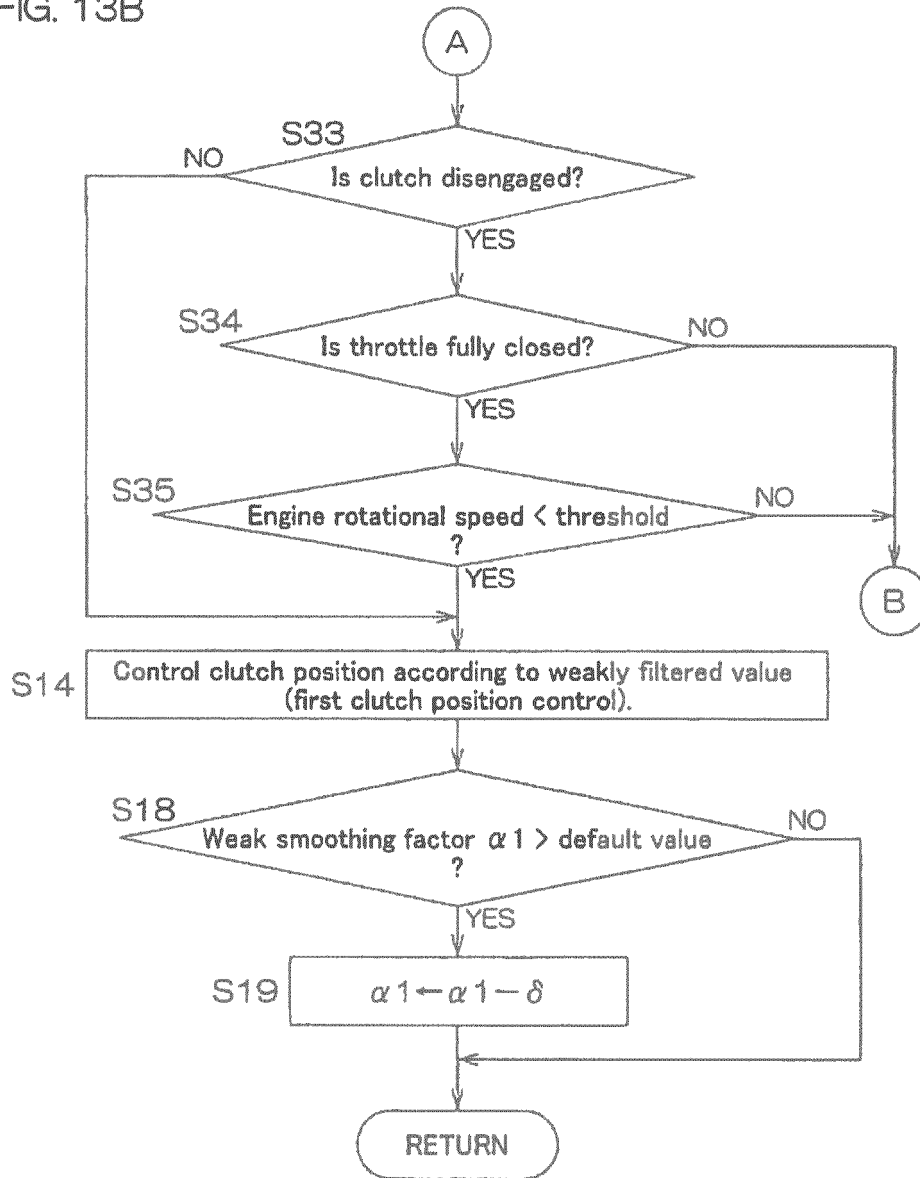 FIG. 13B
A
S33
NO
Is clutch disengaged?
YES
S34
NO
Is throttle fully closed?
YES
S35
NO
Engine rotational speed < threshold
?
YES
B
S14
Control clutch position according to weakly filtered value
(first clutch position control).
S18
NO
Weak smoothing factor α1 > default value
?
YES
S19
α1←α1−δ
RETURN